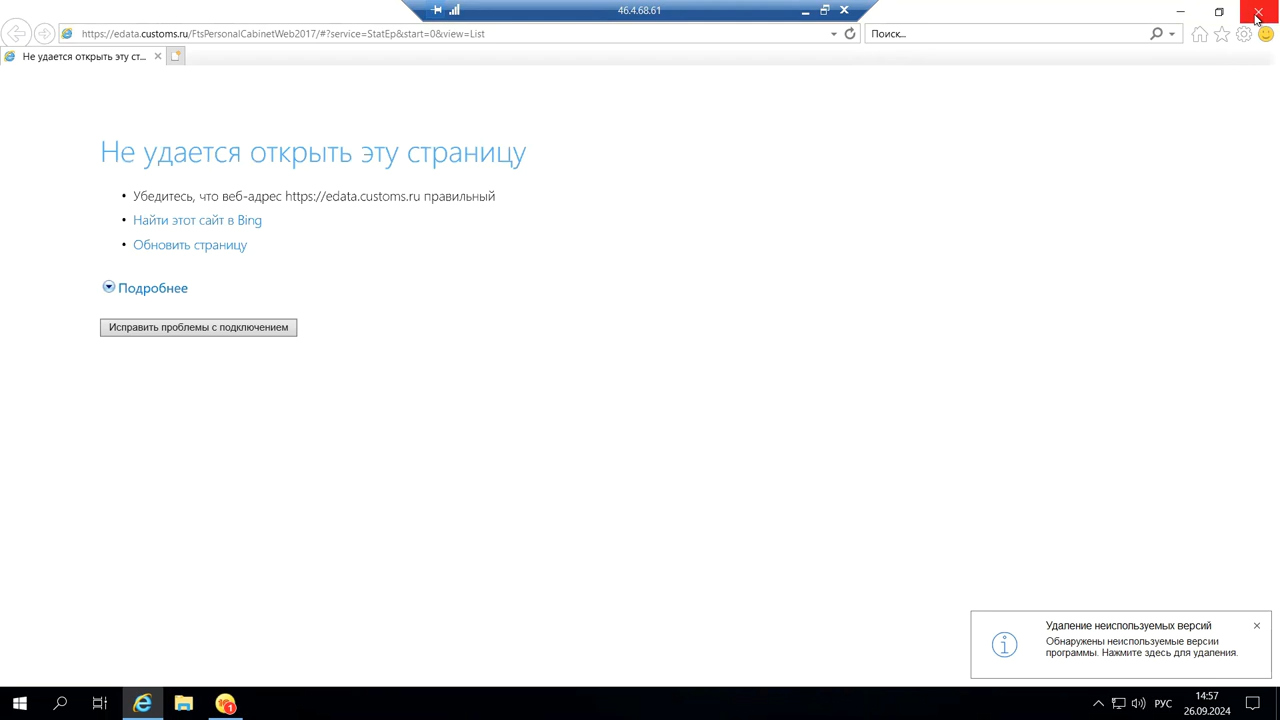 46.4.68.61
https://edata.customs.ru/FtsPersonalCabinetWeb2017/#?service=StatEp&start=0&view=List
Поиск...
Не удается открыть эту ст...
Не удается открыть эту страницу
• Убедитесь, что веб-адрес https://edata.customs.ru правильный
• Найти этот сайт в Bing
• Обновить страницу
Подробнее
Исправить проблемы с подключением
Удаление неиспользуемых версий
Обнаружены неиспользуемые версии
программы. Нажмите здесь для удаления.
1
РУС
14:57
26.09.2024